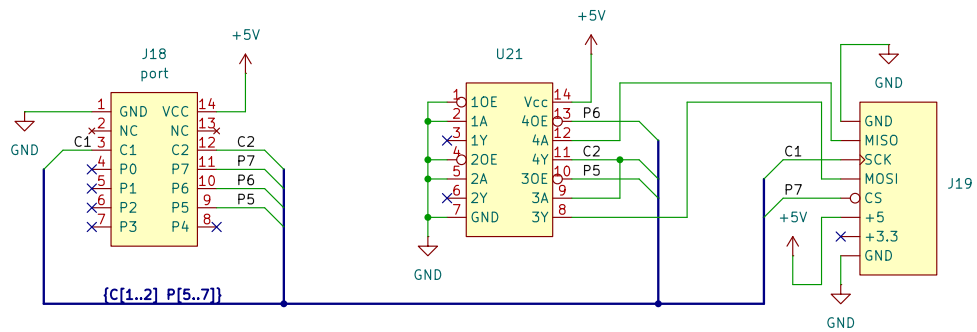 J18
port
+5V
1 GND VCC 14
2 NC NC 13
C1 3 C1 C2 12 C2
4 P0 P7 11 P7
5 P1 P6 10 P6
6 P2 P5 9 P5
7 P3 P4 8
GND
{C[1..2] P[5..7]}
U21
+5V
1 1OE Vcc 14
2 1A 4OE 13 P6
3 1Y 4A 12
4 2OE 4Y 11 C2
5 2A 3OE 10 P5
6 2Y 3A 9
7 GND 3Y 8
GND
GND
J19
GND
MISO
C1 SCK
MOSI
P7 CS
+5V +5
+3.3
GND
GND